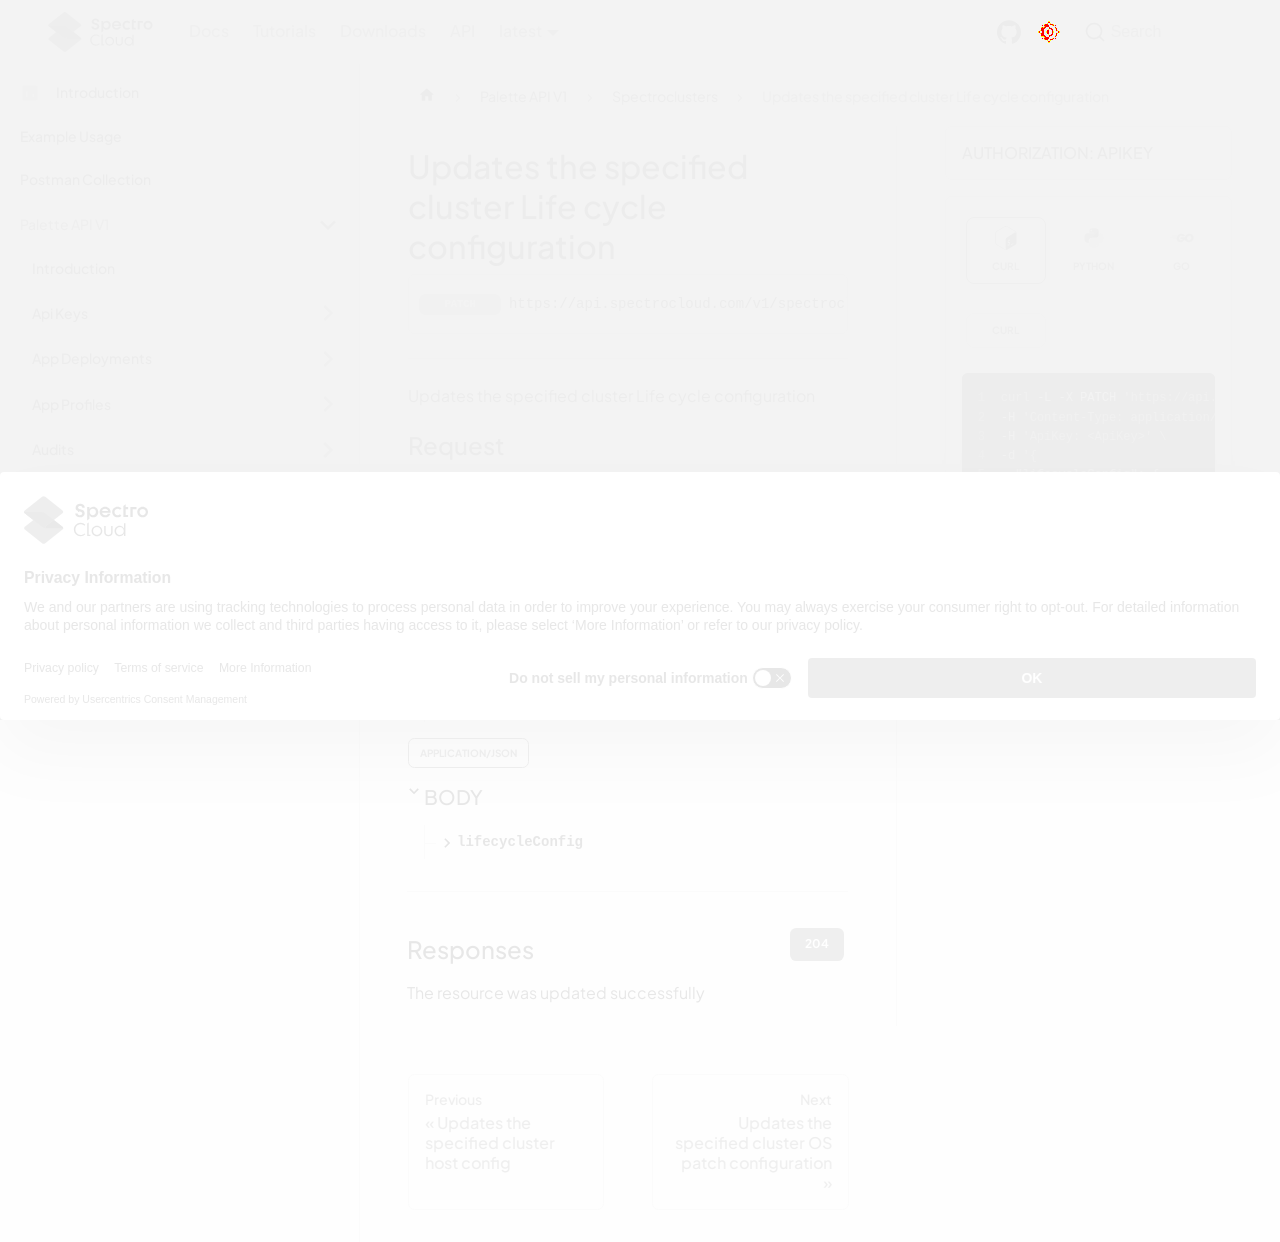 Spectro
Cloud
Docs Tutorials Downloads API latest
Search
Introduction
Example Usage
Postman Collection
Palette API V1
Introduction
Api Keys
App Deployments
App Profiles
Audits
Palette API V1
Spectroclusters
Updates the specified cluster Life cycle configuration
Updates the specified
cluster Life cycle
configuration
https://api.spectrocloud.com/v1/spectroc
Updates the specified cluster Life cycle configuration
Request
AUTHORIZATION: APIKEY
CURL PYTHON GO
CURL
Spectro
Cloud
Privacy Information
We and our partners are using tracking technologies to process personal data in order to improve your experience. You may always exercise your consumer right to opt-out. For detailed information
about personal information we collect and third parties having access to it, please select ‘More Information’ or refer to our privacy policy.
Privacy policy Terms of service More Information
Do not sell my personal information
OK
Powered by Usercentrics Consent Management
APPLICATION/JSON
BODY
lifecycleConfig
Responses
204
The resource was updated successfully
Previous
« Updates the
specified cluster
host config
Next
Updates the
specified cluster OS
patch configuration
»